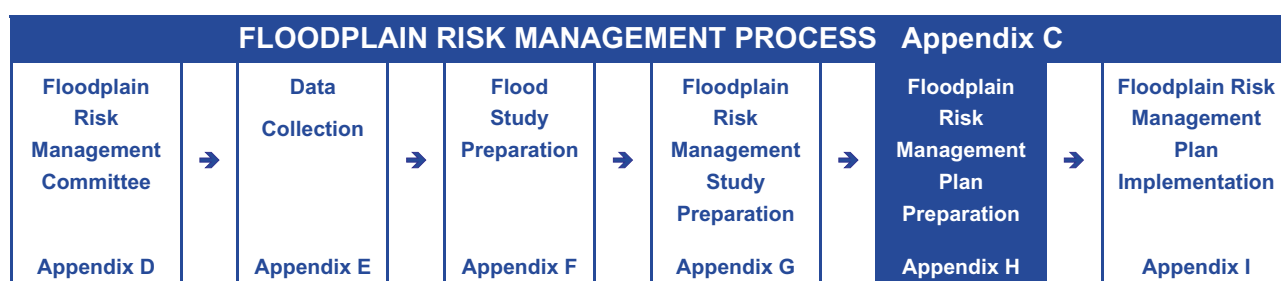 FLOODPLAIN RISK MANAGEMENT PROCESS Appendix C
Floodplain
Risk
Management
Committee
Appendix D
➔
Data
Collection
Appendix E
➔
Flood
Study
Preparation
Appendix F
➔
Floodplain
Risk
Management
Study
Preparation
Appendix G
➔
Floodplain
Risk
Management
Plan
Preparation
Appendix H
➔
Floodplain Risk
Management
Plan
Implementation
Appendix I